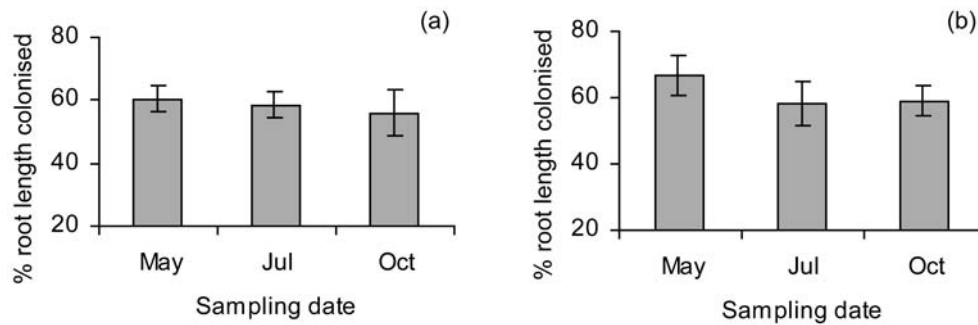 (a)
% root length colonised
80
60
40
20
May Jul Oct
Sampling date
(b)
% root length colonised
80
60
40
20
May Jul Oct
Sampling date